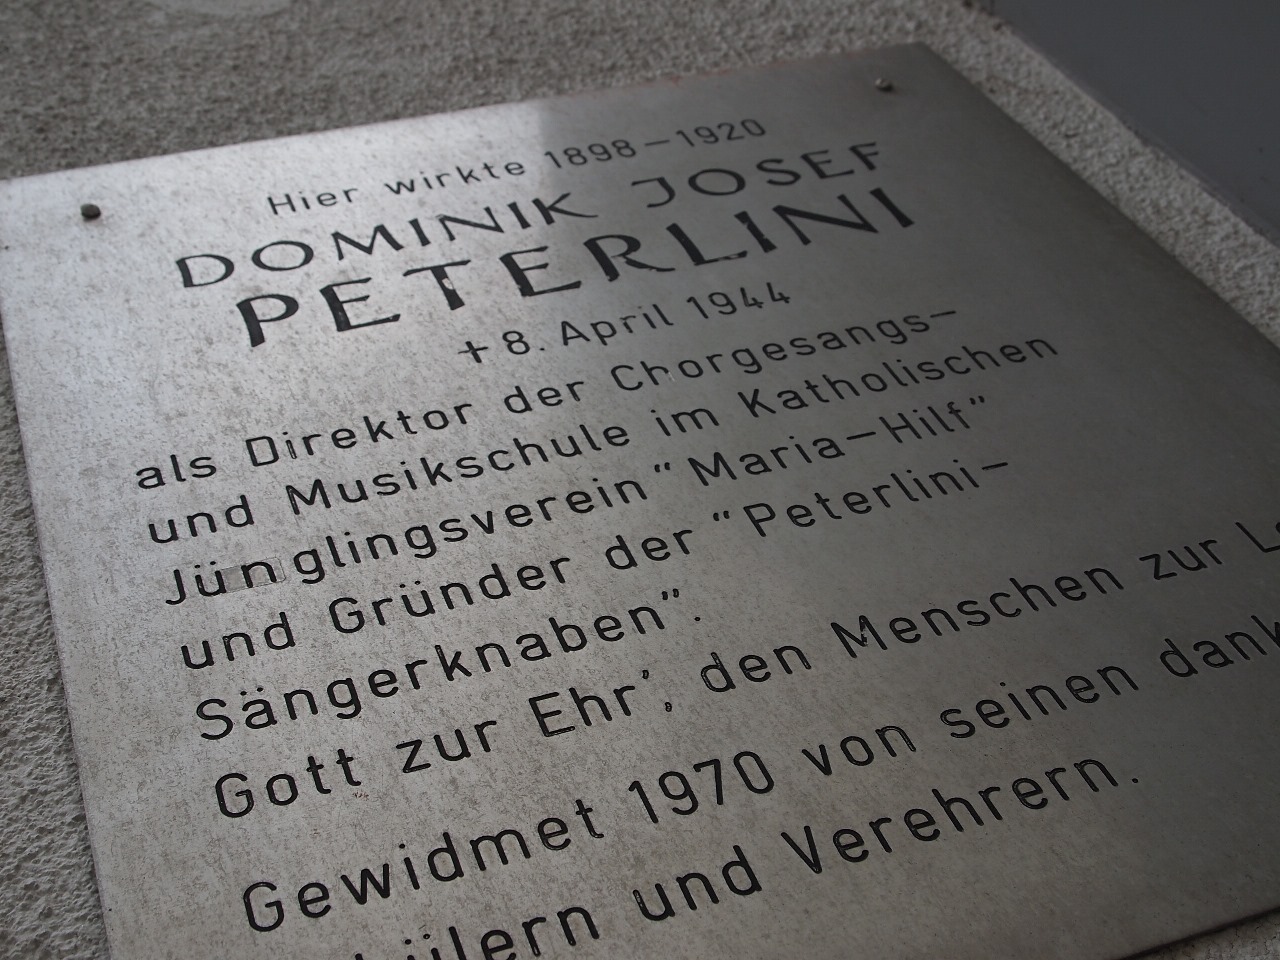 Hier wirkte 1898–1920
DOMINIK JOSEF
PETERLINI
+ 8. April 1944
als Direktor der Chorgesangs–
und Musikschule im Katholischen
Jünglingsverein "Maria–Hilf"
und Gründer der "Peterlini–
Sängerknaben".
Gott zur Ehr', den Menschen zur
Gewidmet 1970 von seinen
und Verehrern.